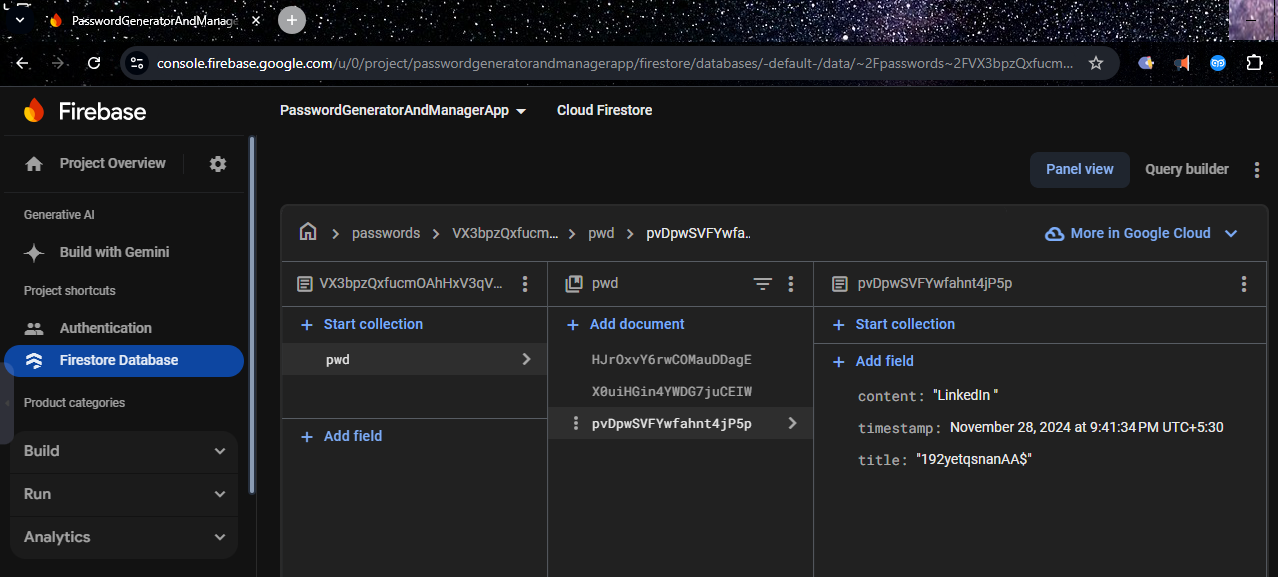 PasswordGeneratorAndManage
console.firebase.google.com/u/0/project/passwordgeneratorandmanagerapp/firestore/databases/-default-/data/~2Fpasswords~2FVX3bpzQxfucm...
Firebase
PasswordGeneratorAndManagerApp
Cloud Firestore
Project Overview
Panel view
Query builder
Generative AI
Build with Gemini
Project shortcuts
Authentication
Firestore Database
Product categories
Build
Run
Analytics
passwords
VX3bpzQxfucm...
pwd
pvDpwSVFYwfa..
More in Google Cloud
VX3bpzQxfucmOAhHxV3qV...
+ Start collection
pwd
+ Add field
pwd
+ Add document
HJrOxvY6rwCOMauDDagE
X0uiHGin4YWDG7juCEIW
pvDpwSVFYwfahnt4jP5p
pvDpwSVFYwfahnt4jP5p
+ Start collection
+ Add field
content: "LinkedIn "
timestamp: November 28, 2024 at 9:41:34 PM UTC+5:30
title: "192yetqsnanAA$"